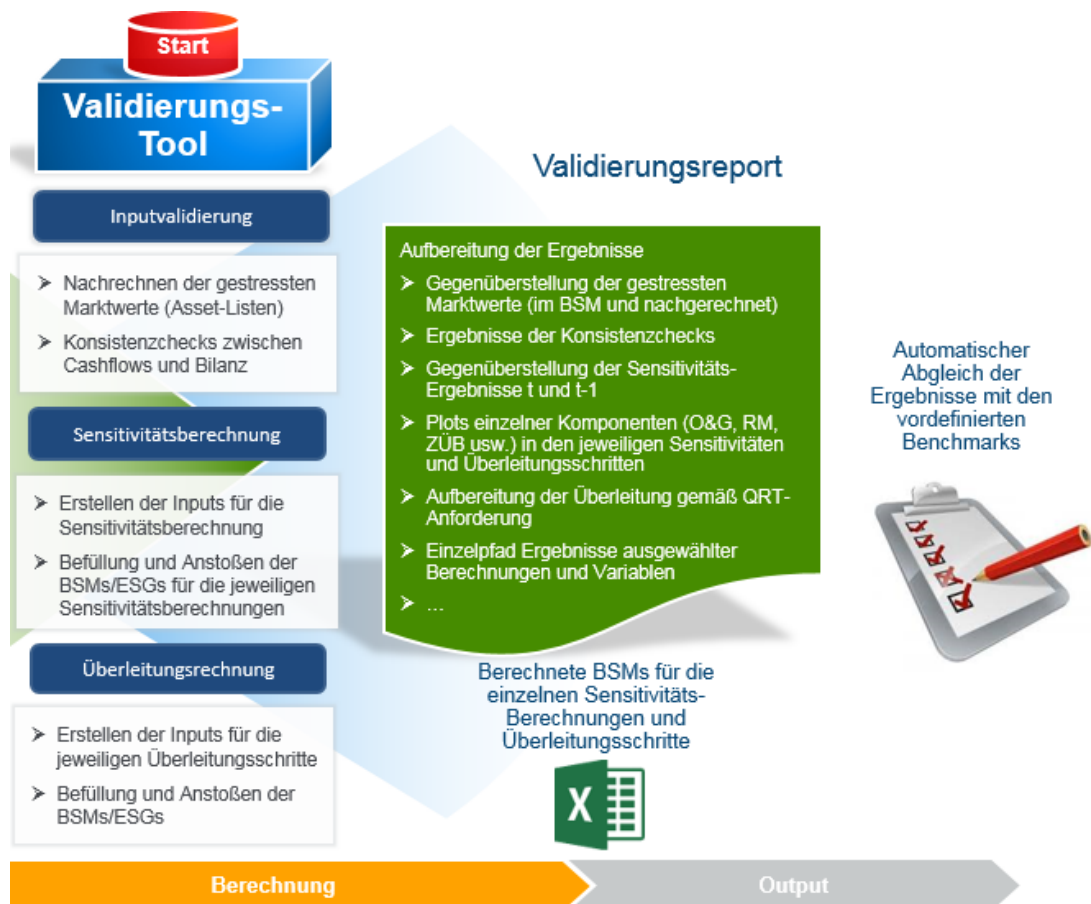 Start
Validierungs-
Tool
Inputvalidierung
➢ Nachrechnen der gestressten
Marktwerte (Asset-Listen)
➢ Konsistenzchecks zwischen
Cashflows und Bilanz
Sensitivitätsberechnung
➢ Erstellen der Inputs für die
Sensitivitätsberechnung
➢ Befüllung und Anstoßen der
BSMs/ESGs für die jeweiligen
Sensitivitätsberechnungen
Überleitungsrechnung
➢ Erstellen der Inputs für die
jeweiligen Überleitungsschritte
➢ Befüllung und Anstoßen der
BSMs/ESGs
Validierungsreport
Aufbereitung der Ergebnisse
➢ Gegenüberstellung der gestressten
Marktwerte (im BSM und nachgerechnet)
➢ Ergebnisse der Konsistenzchecks
➢ Gegenüberstellung der Sensitivitäts-
Ergebnisse t und t-1
➢ Plots einzelner Komponenten (O&G, RM,
ZÜB usw.) in den jeweiligen Sensitivitäten
und Überleitungsschritten
➢ Aufbereitung der Überleitung gemäß QRT-
Anforderung
➢ Einzelpfad Ergebnisse ausgewählter
Berechnungen und Variablen
➢ ...
Berechnete BSMs für die
einzelnen Sensitivitäts-
Berechnungen und
Überleitungsschritte
X
Automatischer
Abgleich der
Ergebnisse mit den
vordefinierten
Benchmarks
Berechnung
Output